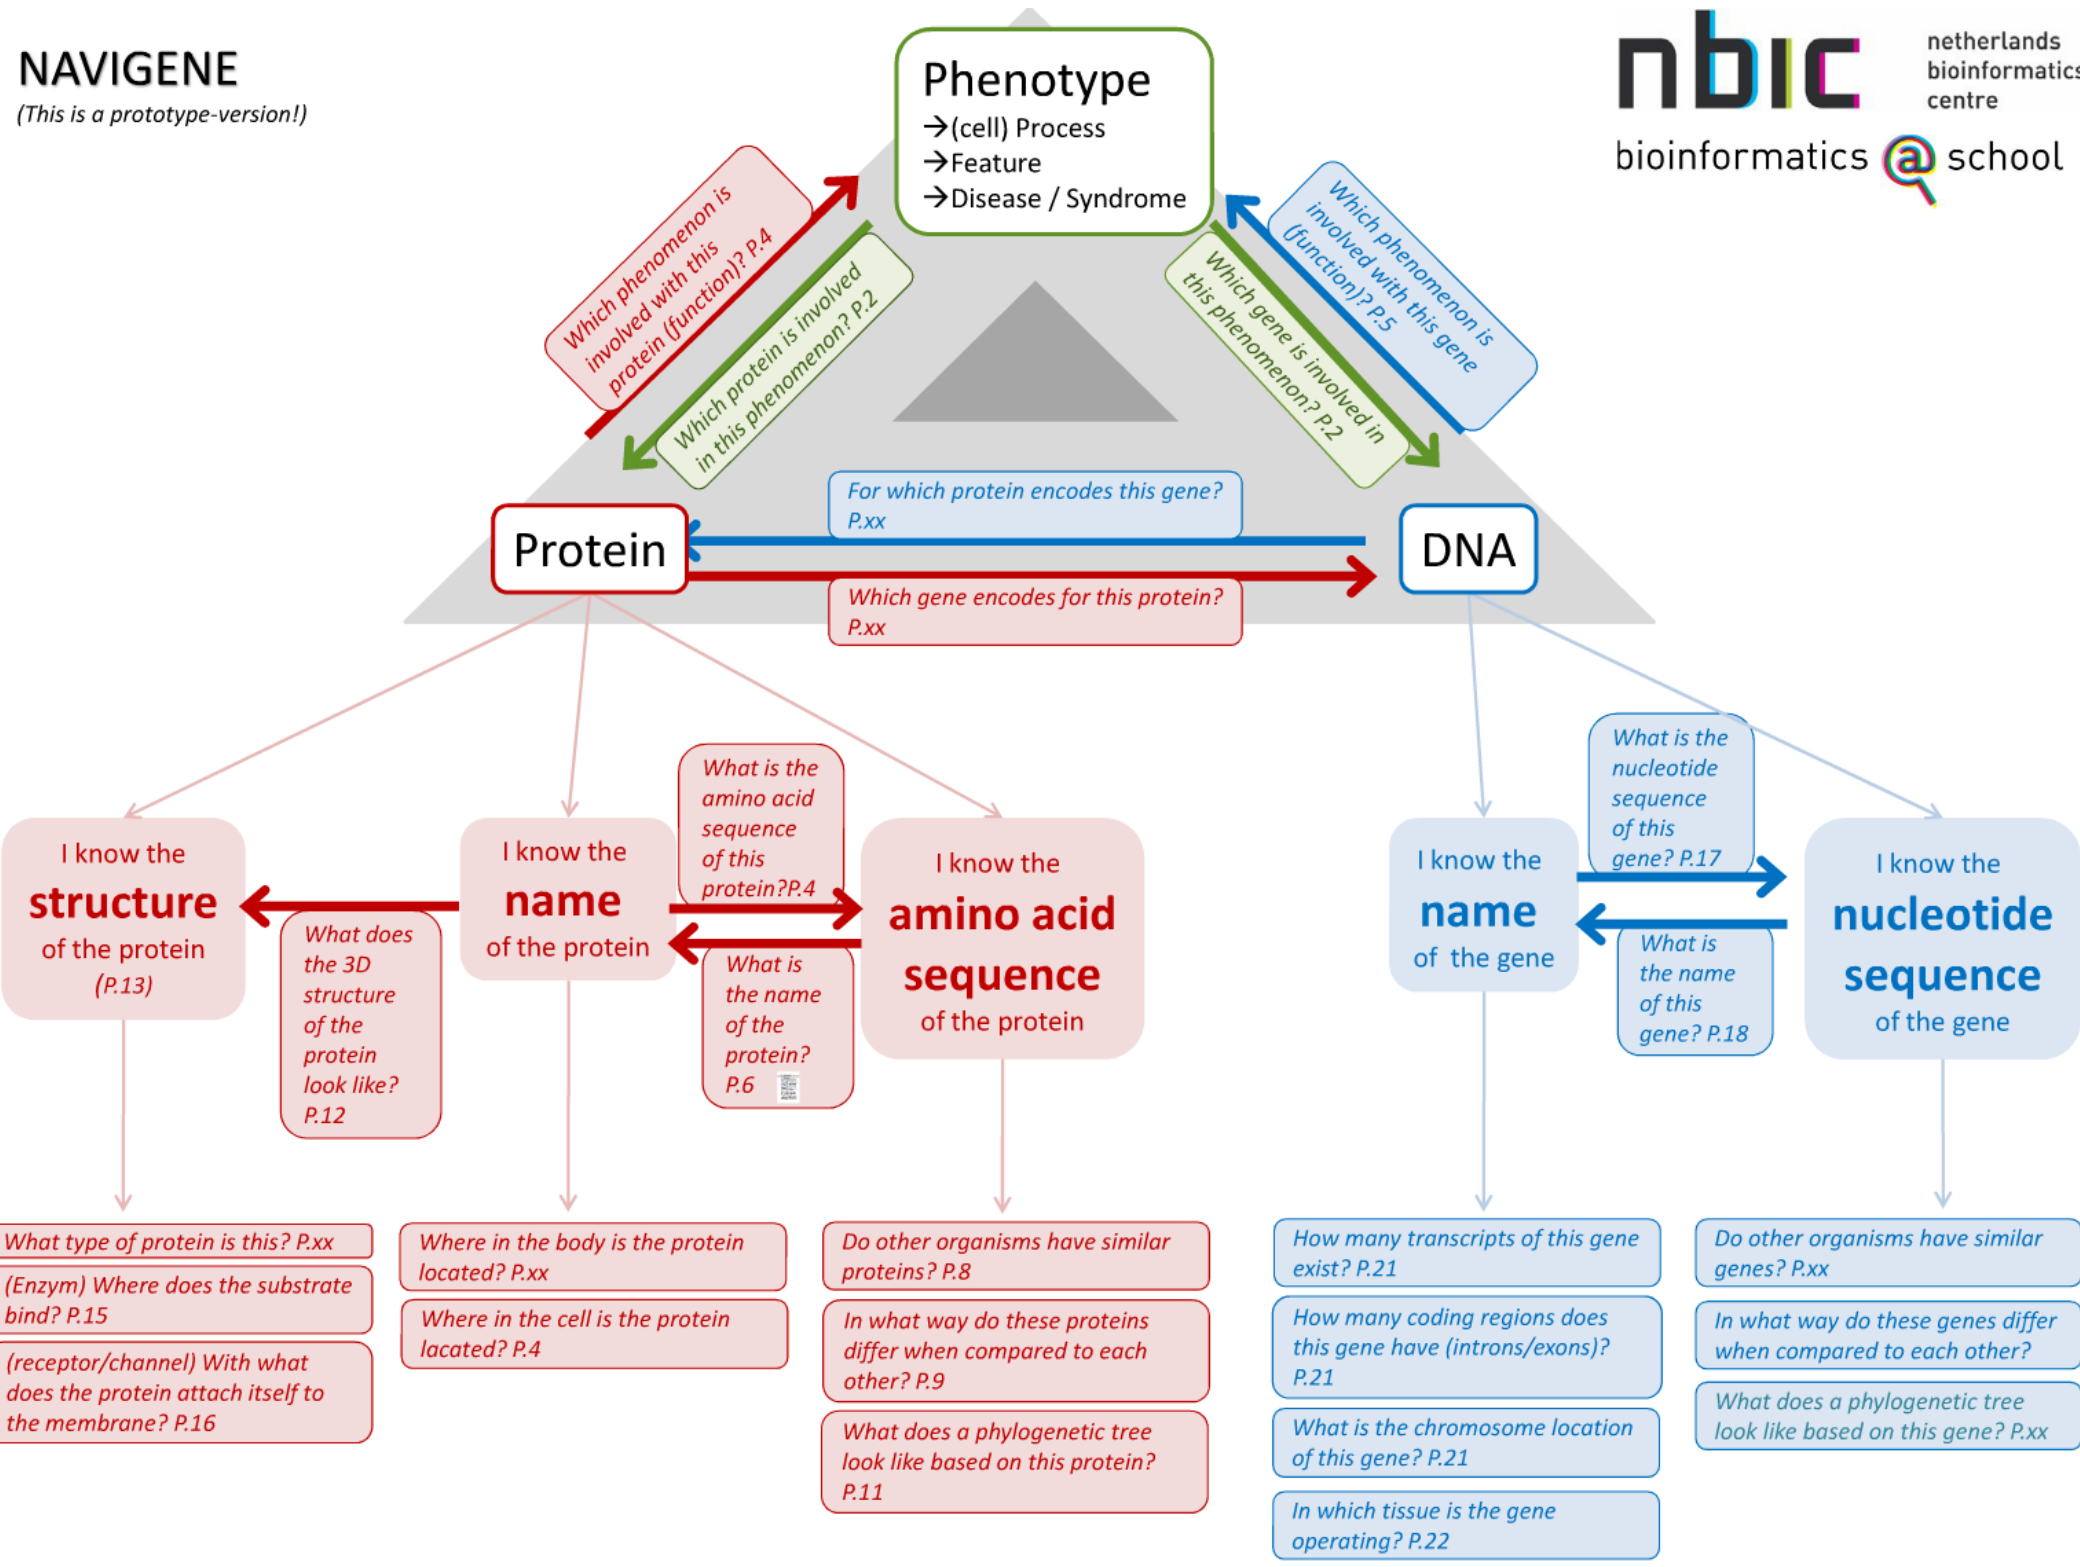 NAVIGENE
(This is a prototype-version!)
Phenotype
→(cell) Process
→Feature
→Disease / Syndrome
nbic
netherlands
bioinformatics
centre
bioinformatics @ school
Which phenomenon is
involved with this
protein (function)? P.4
Which protein is involved
in this phenomenon? P.2
Which gene is involved in
this phenomenon? P.2
Which phenomenon is
involved with this gene
(function)? P.5
For which protein encodes this gene?
P.xx
Protein
DNA
Which gene encodes for this protein?
P.xx
I know the
structure
of the protein
(P.13)
What does
the 3D
structure
of the
protein
look like?
P.12
I know the
name
of the protein
What is the
amino acid
sequence
of this
protein?P.4
What is
the name
of the
protein?
P.6
I know the
amino acid
sequence
of the protein
I know the
name
of the gene
What is the
nucleotide
sequence
of this
gene? P.17
What is
the name
of this
gene? P.18
I know the
nucleotide
sequence
of the gene
What type of protein is this? P.xx
(Enzym) Where does the substrate
bind? P.15
(receptor/channel) With what
does the protein attach itself to
the membrane? P.16
Where in the body is the protein
located? P.xx
Where in the cell is the protein
lacated? P.4
Do other organisms have similar
proteins? P.8
In what way do these proteins
differ when compared to each
other? P.9
What does a phylogenetic tree
look like based on this protein?
P.11
How many transcripts of this gene
exist? P.21
How many coding regions does
this gene have (introns/exons)?
P.21
What is the chromosome location
of this gene? P.21
In which tissue is the gene
operating? P.22
Do other organisms have similar
genes? P.xx
In what way do these genes differ
when compared to each other?
What does a phylogenetic tree
look like based on this gene? P.xx